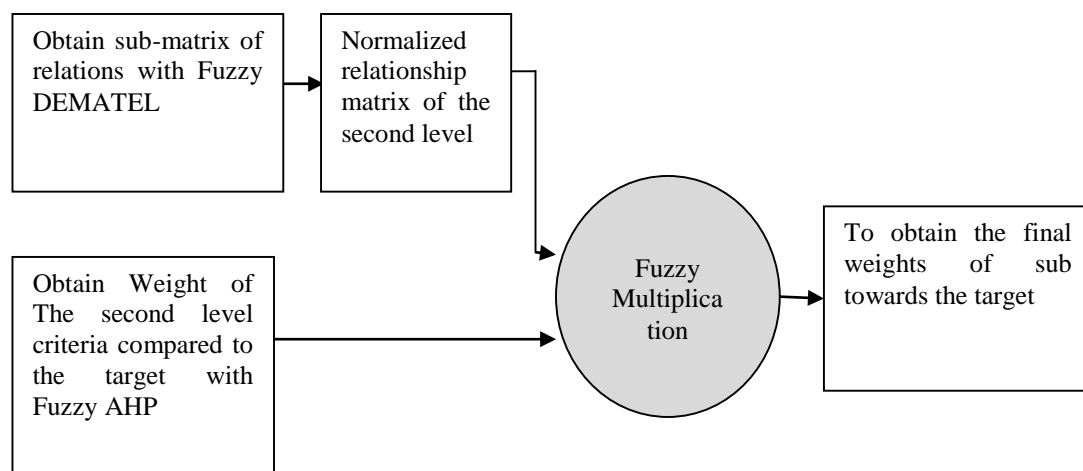 Obtain sub-matrix of
relations with Fuzzy
DEMATEL
Normalized
relationship
matrix of the
second level
Obtain Weight of
The second level
criteria compared to
the target with
Fuzzy AHP
Fuzzy
Multiplica
tion
To obtain the final
weights of sub
towards the target